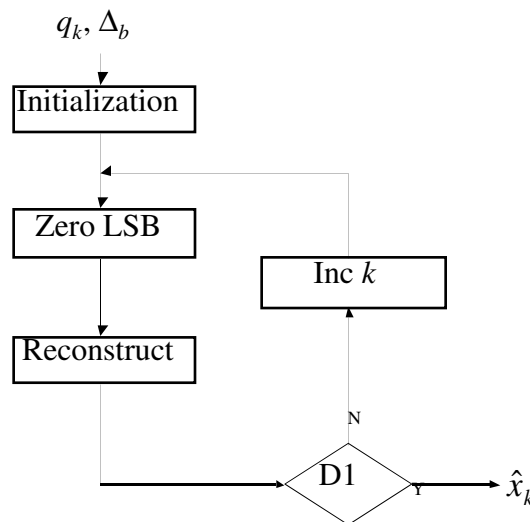 q_k, Δ_b
Initialization
Zero LSB
Inc k
Reconstruct
N
D1
Y
x̂_k